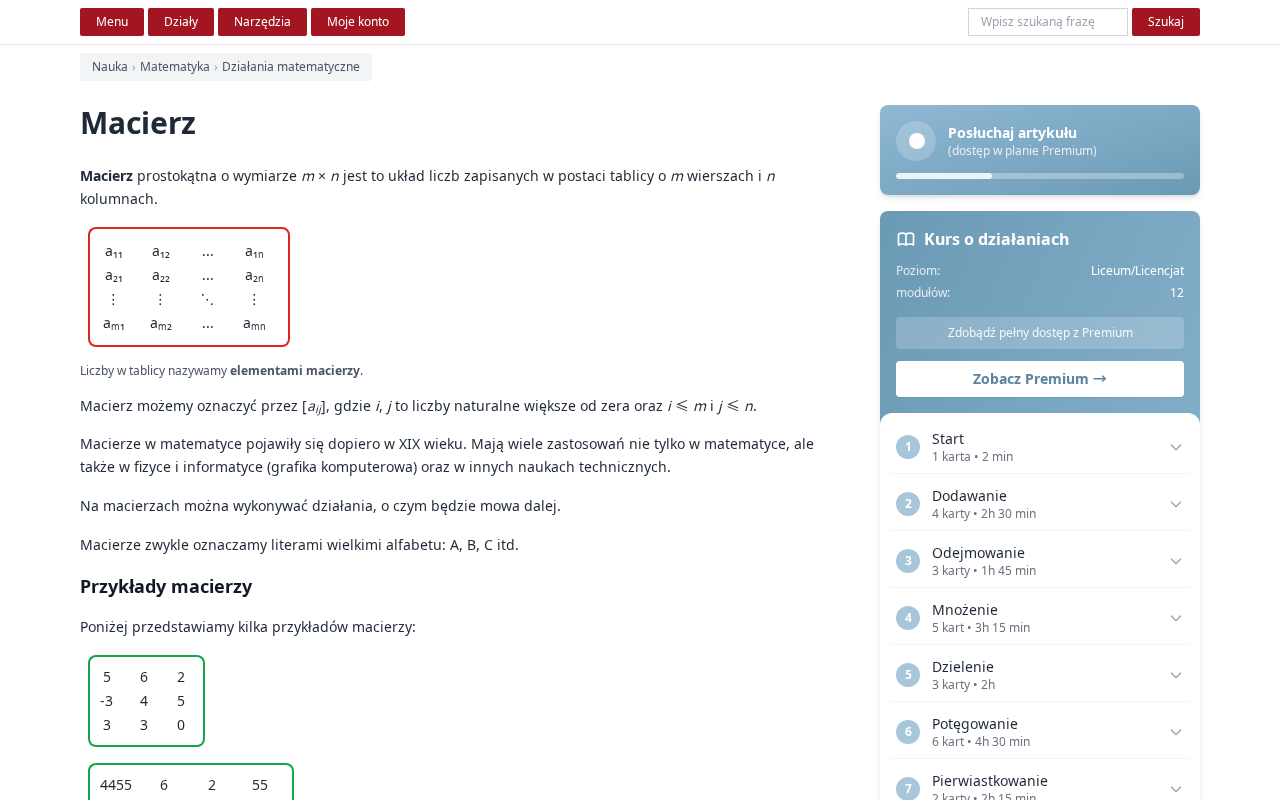 Menu Działy Narzędzia Moje konto Wpisz szukaną frazę Szukaj
Nauka › Matematyka › Działania matematyczne
Macierz
Macierz prostokątna o wymiarze m × n jest to układ liczb zapisanych w postaci tablicy o m wierszach i n
kolumnach.
a₁₁ a₁₂ ... a₁ₙ
a₂₁ a₂₂ ... a₂ₙ
⋮ ⋮ ⋱ ⋮
aₘ₁ aₘ₂ ... aₘₙ
Liczby w tablicy nazywamy elementami macierzy.
Macierz możemy oznaczyć przez [aᵢⱼ], gdzie i, j to liczby naturalne większe od zera oraz i ⩽ m i j ⩽ n.
Macierze w matematyce pojawiły się dopiero w XIX wieku. Mają wiele zastosowań nie tylko w matematyce, ale
także w fizyce i informatyce (grafika komputerowa) oraz w innych naukach technicznych.
Na macierzach można wykonywać działania, o czym będzie mowa dalej.
Macierze zwykle oznaczamy literami wielkimi alfabetu: A, B, C itd.
Przykłady macierzy
Poniżej przedstawiamy kilka przykładów macierzy:
5 6 2
-3 4 5
3 3 0
4455 6 2 55
Posłuchaj artykułu
(dostęp w planie Premium)
Kurs o działaniach
Poziom: Liceum/Licencjat
modułów: 12
Zdobądź pełny dostęp z Premium
Zobacz Premium →
1 Start
1 karta • 2 min
2 Dodawanie
4 karty • 2h 30 min
3 Odejmowanie
3 karty • 1h 45 min
4 Mnożenie
5 kart • 3h 15 min
5 Dzielenie
3 karty • 2h
6 Potęgowanie
6 kart • 4h 30 min
7 Pierwiastkowanie
2 karty • 2h 15 min